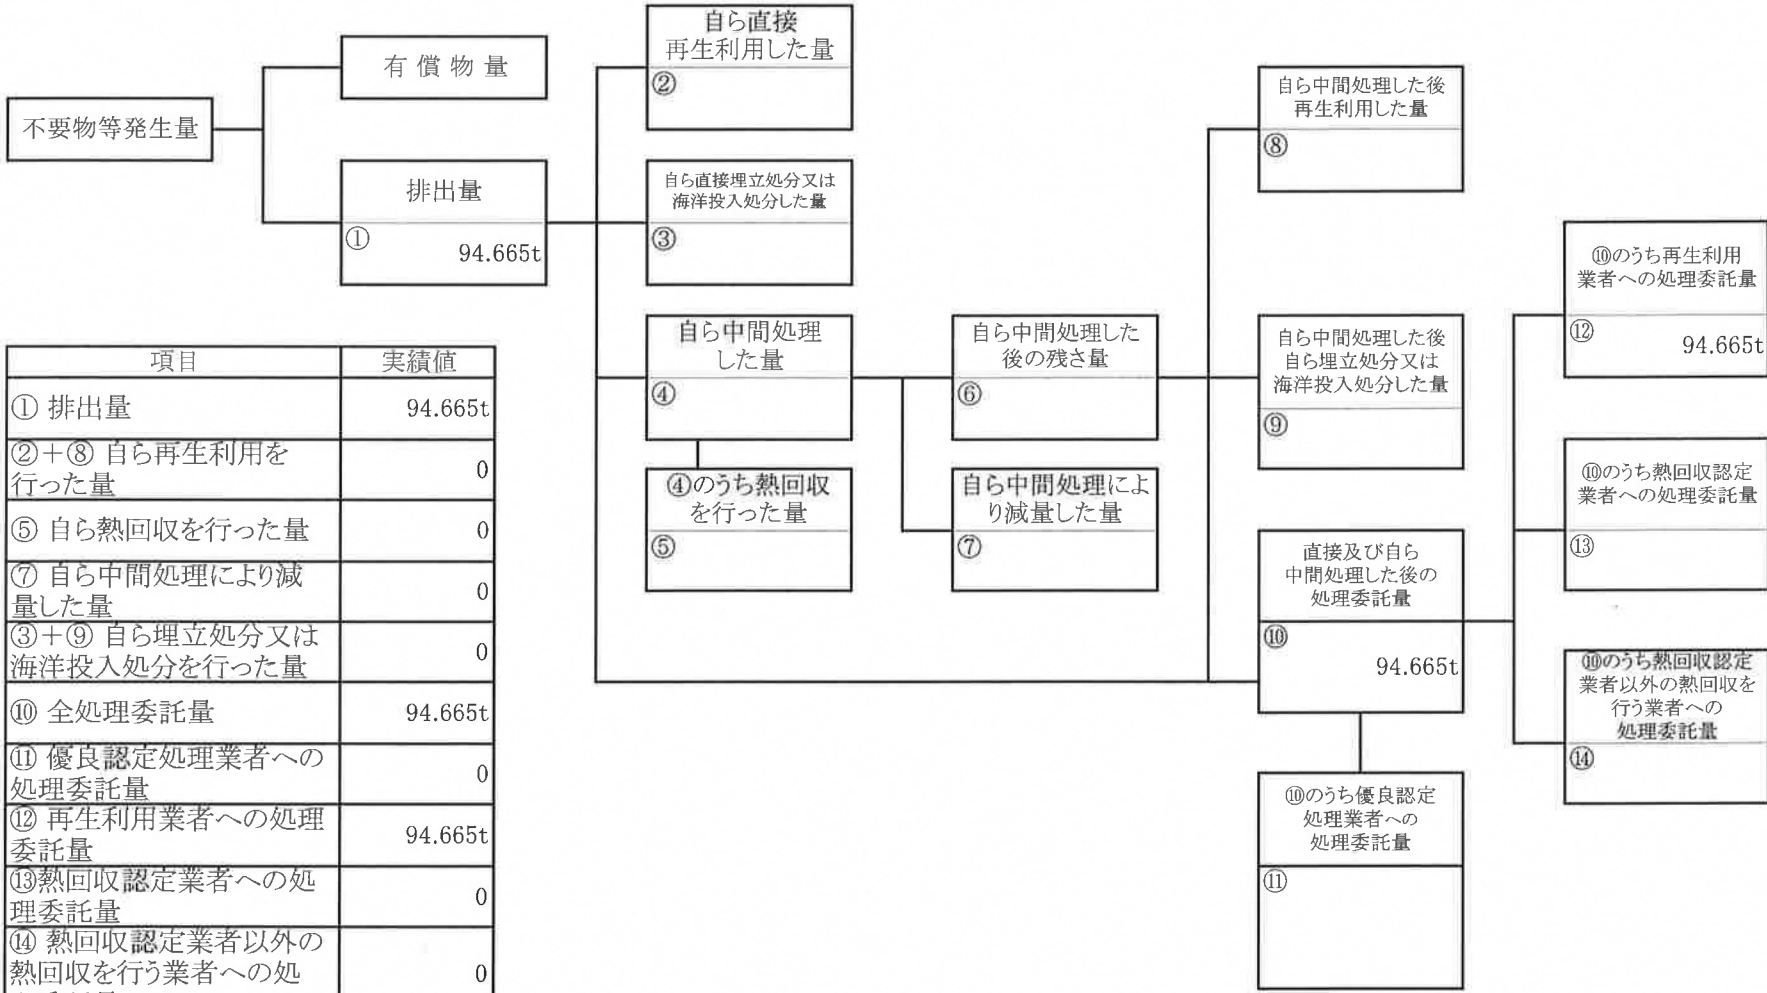 不要物等発生量
有償物量
排出量
①
94.665t
自ら直接
再生利用した量
②
自ら直接埋立処分又は
海洋投入処分した量
③
自ら中間処理
した量
④
④のうち熱回収
を行った量
⑤
自ら中間処理した
後の残さ量
⑥
自ら中間処理によ
り減量した量
⑦
自ら中間処理した後
再生利用した量
⑧
自ら中間処理した後
自ら埋立処分又は
海洋投入処分した量
⑨
直接及び自ら
中間処理した後の
処理委託量
⑩
94.665t
⑩のうち優良認定
処理業者への
処理委託量
⑪
⑩のうち再生利用
業者への処理委託量
⑫
94.665t
⑩のうち熱回収認定
業者への処理委託量
⑬
⑩のうち熱回収認定
業者以外の熱回収を
行う業者への
処理委託量
⑭
項目 実績値
① 排出量 94.665t
②+⑧ 自ら再生利用を
行った量 0
⑤ 自ら熱回収を行った量 0
⑦ 自ら中間処理により減
量した量 0
③+⑨ 自ら埋立処分又は
海洋投入処分を行った量 0
⑩ 全処理委託量 94.665t
⑪ 優良認定処理業者への
処理委託量 0
⑫ 再生利用業者への処理
委託量 94.665t
⑬熱回収認定業者への処
理委託量 0
⑭ 熱回収認定業者以外の
熱回収を行う業者への処 0